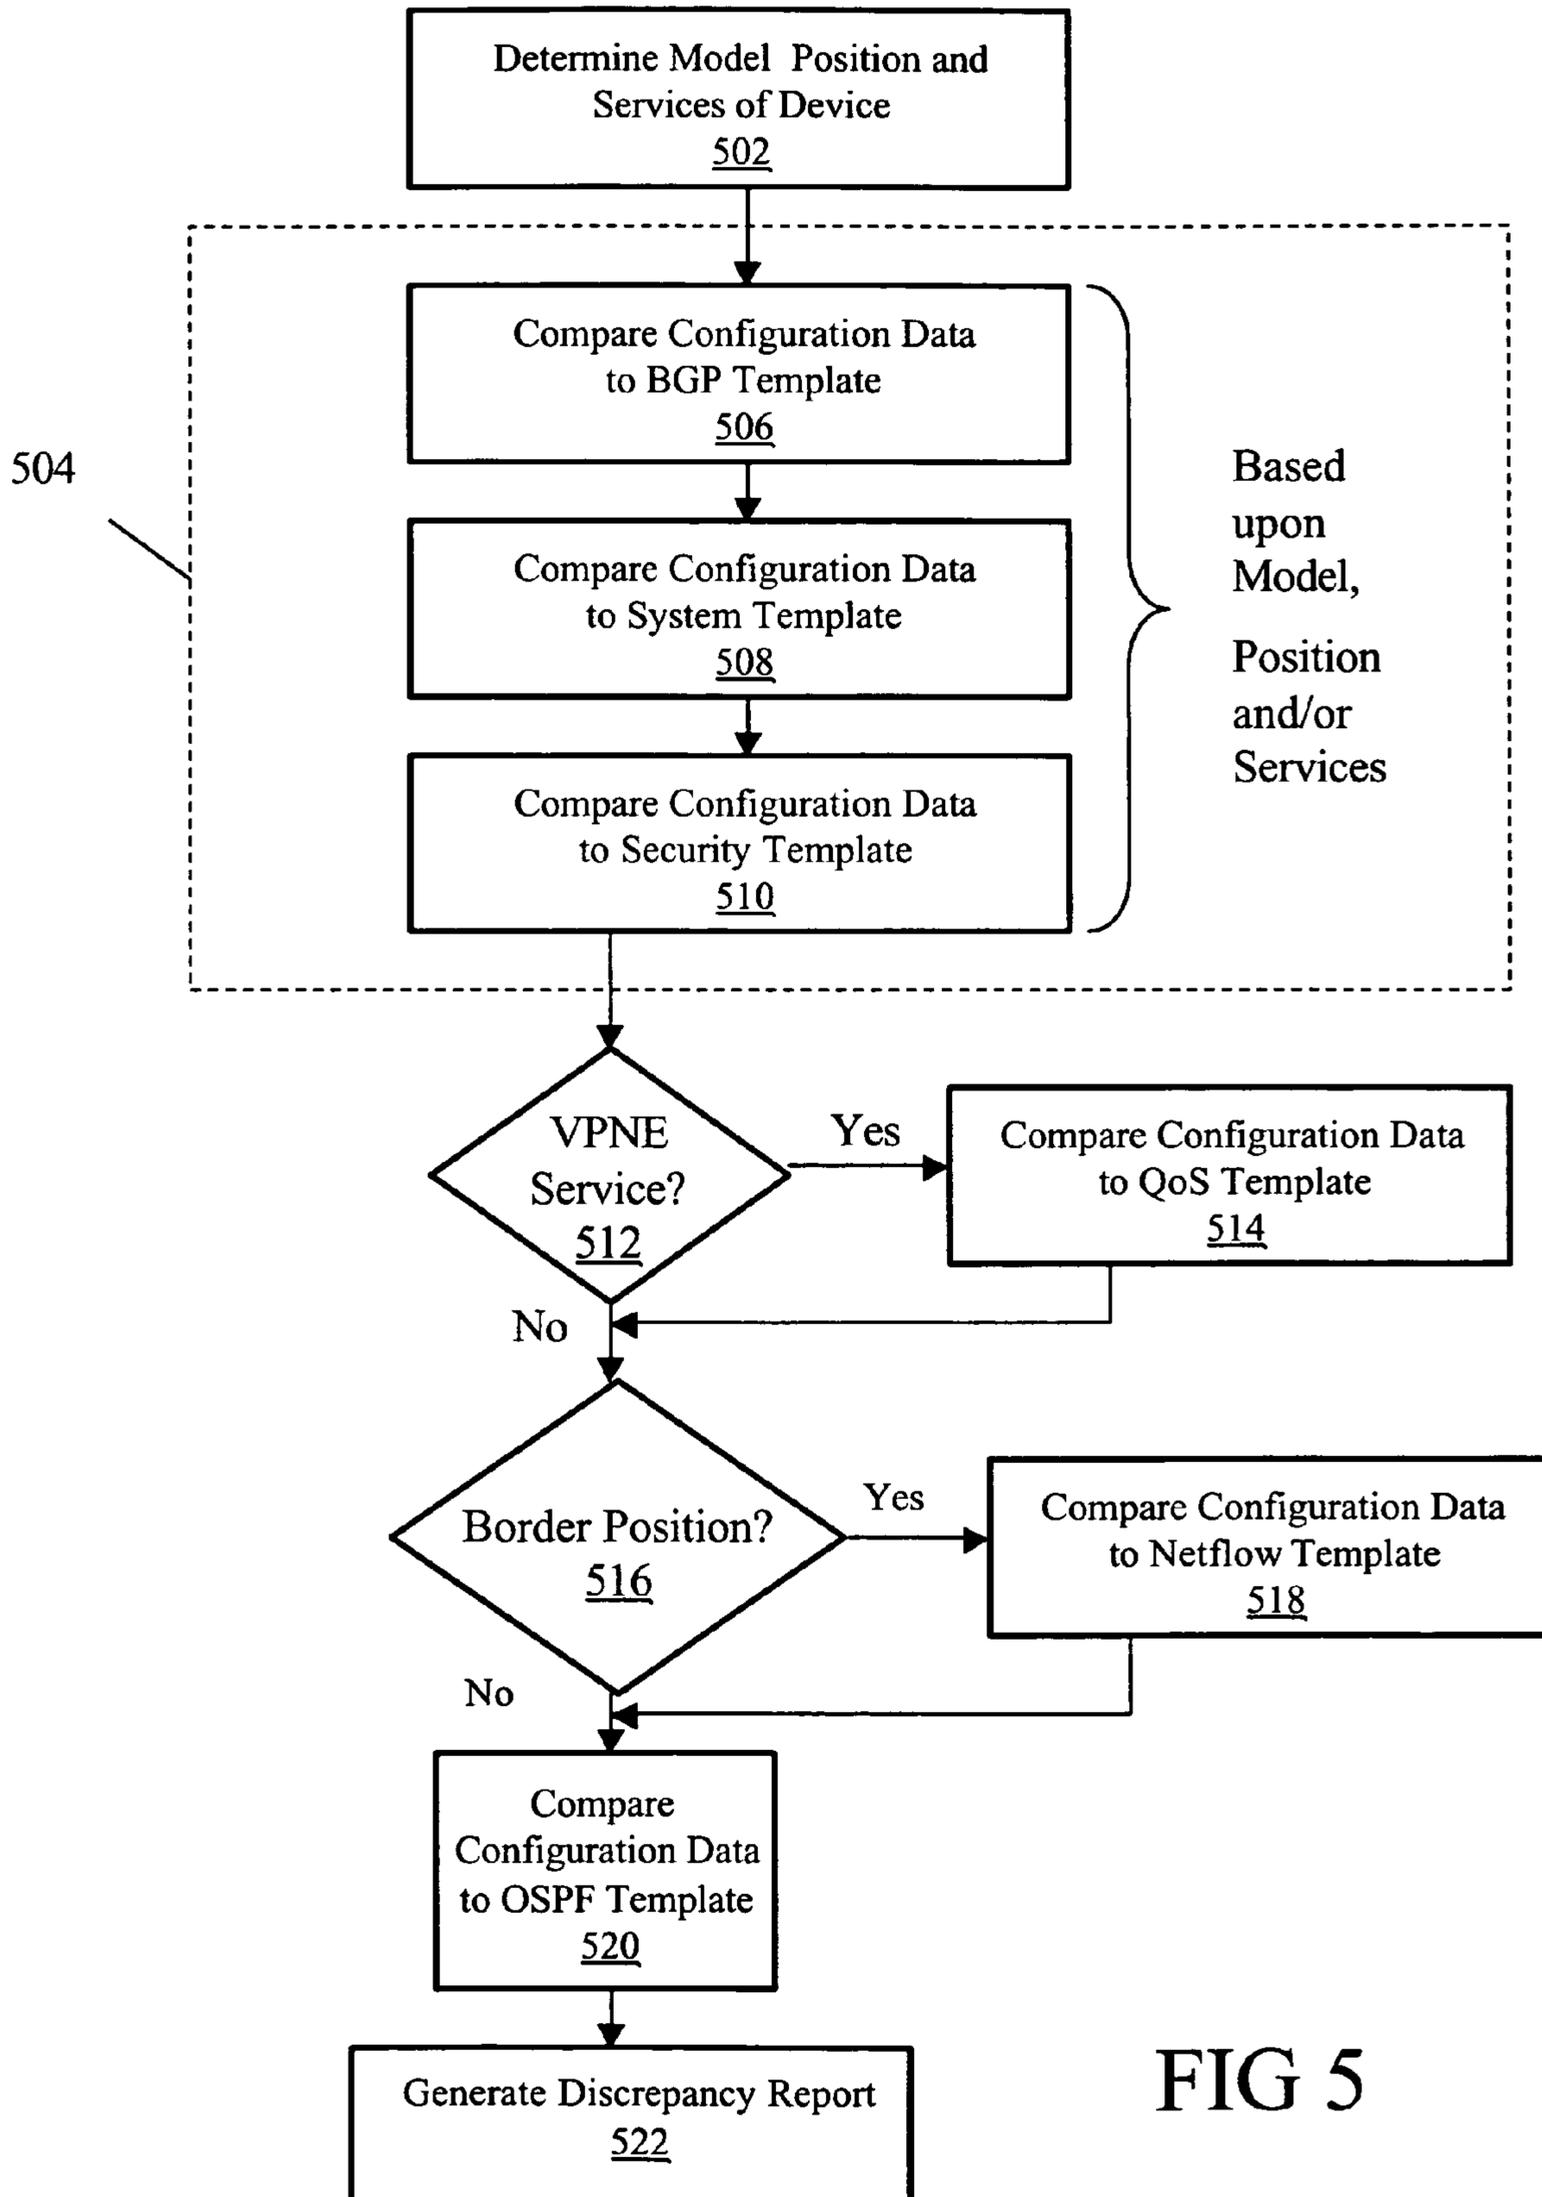 Determine Model Position and
Services of Device
502
504
Compare Configuration Data
to BGP Template
506
Compare Configuration Data
to System Template
508
Compare Configuration Data
to Security Template
510
Based
upon
Model,
Position
and/or
Services
VPNE
Service?
512
Yes
Compare Configuration Data
to QoS Template
514
No
Border Position?
516
Yes
Compare Configuration Data
to Netflow Template
518
No
Compare
Configuration Data
to OSPF Template
520
Generate Discrepancy Report
522
FIG 5